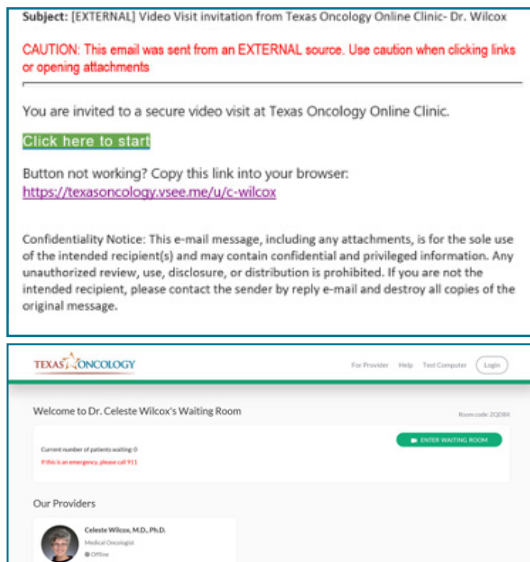 Subject: [EXTERNAL] Video Visit invitation from Texas Oncology Online Clinic- Dr. Wilcox
CAUTION: This email was sent from an EXTERNAL source. Use caution when clicking links
or opening attachments
You are invited to a secure video visit at Texas Oncology Online Clinic.
Click here to start
Button not working? Copy this link into your browser:
https://texasoncology.vsee.me/u/c-wilcox
Confidentiality Notice: This e-mail message, including any attachments, is for the sole use
of the intended recipient(s) and may contain confidential and privileged information. Any
unauthorized review, use, disclosure, or distribution is prohibited. If you are not the
intended recipient, please contact the sender by reply e-mail and destroy all copies of the
original message.
TEXAS ONCOLOGY
For Provider Help Test Computer Login
Welcome to Dr. Celeste Wilcox's Waiting Room
Room code:
ENTER WAITING ROOM
Current number of patients waiting: 0
If this is an emergency, please call 911
Our Providers
Celeste Wilcox, M.D., Ph.D.
Medical Oncologist
Offline